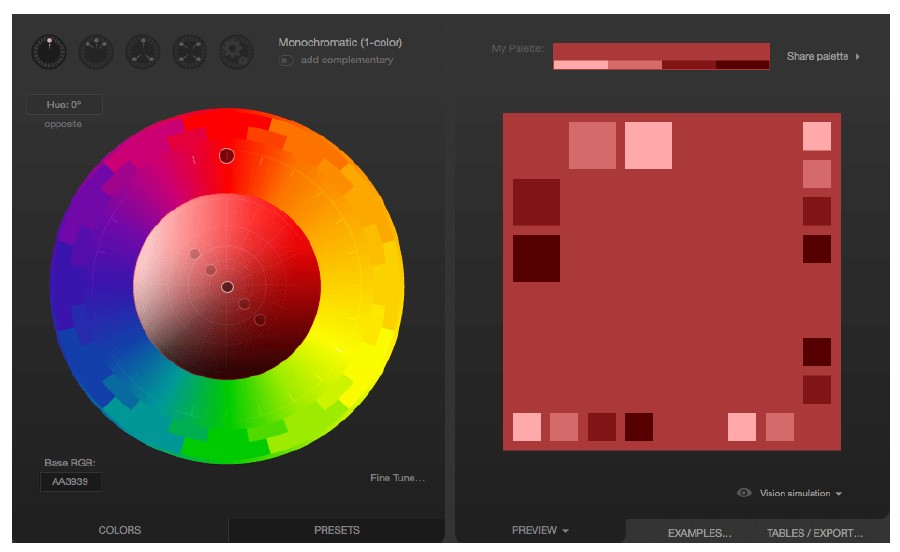 Monochromatic (1-color)
add complementary
My Palette:
Share palette
Hue: 0°
opposite
Base RGB:
AA3939
Fine Tune...
Vision simulation
COLORS
PRESETS
PREVIEW
EXAMPLES...
TABLES / EXPORT...